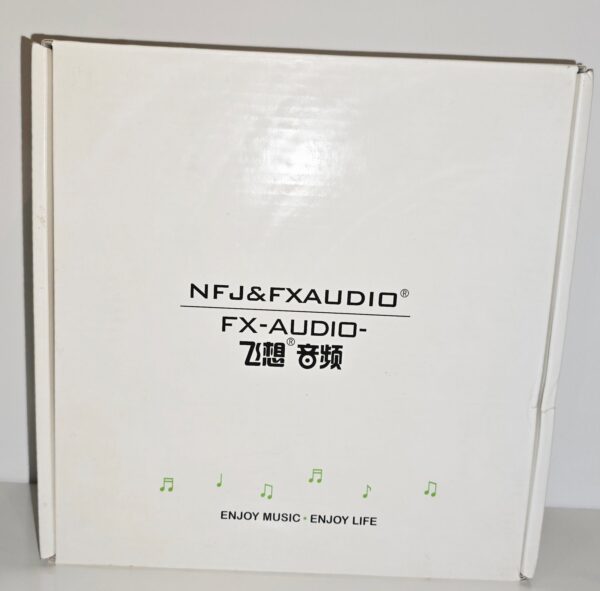 NFJ&FXAUDIO®
FX-AUDIO-
飞想®音频
ENJOY MUSIC · ENJOY LIFE